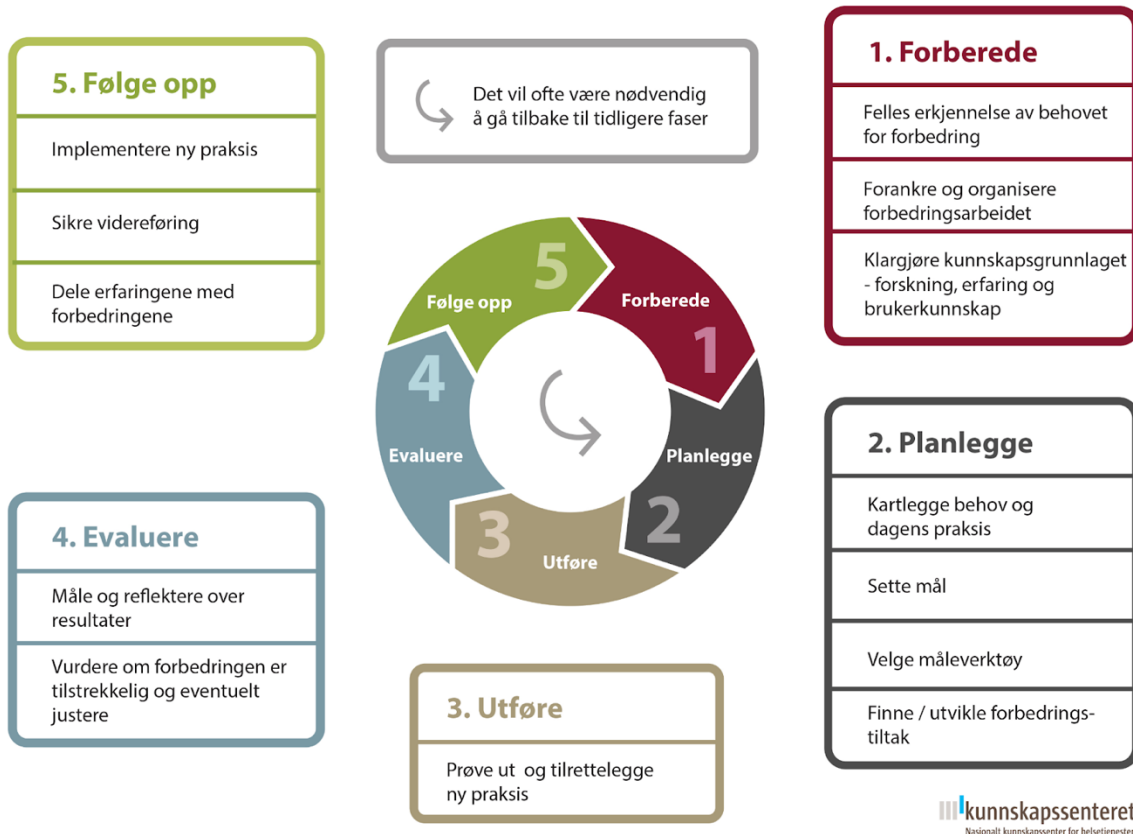 5. Følge opp
Implementere ny praksis
Sikre videreføring
Dele erfaringene med
forbedringene
Det vil ofte være nødvendig
å gå tilbake til tidligere faser
1. Forberede
Felles erkjennelse av behovet
for forbedring
Forankre og organisere
forbedringsarbeidet
Klargjøre kunnskapsgrunnlaget
- forskning, erfaring og
brukerkunnskap
5
Følge opp
Forberede
1
4
Evaluere
Planlegge
2
3
Utføre
2. Planlegge
Kartlegge behov og
dagens praksis
Sette mål
Velge måleverktøy
Finne / utvikle forbedrings-
tiltak
4. Evaluere
Måle og reflektere over
resultater
Vurdere om forbedringen er
tilstrekkelig og eventuelt
justere
3. Utføre
Prøve ut og tilrettelegge
ny praksis
kunnskapssenteret
Nasjonalt kunnskapssenter for helsetjenesten